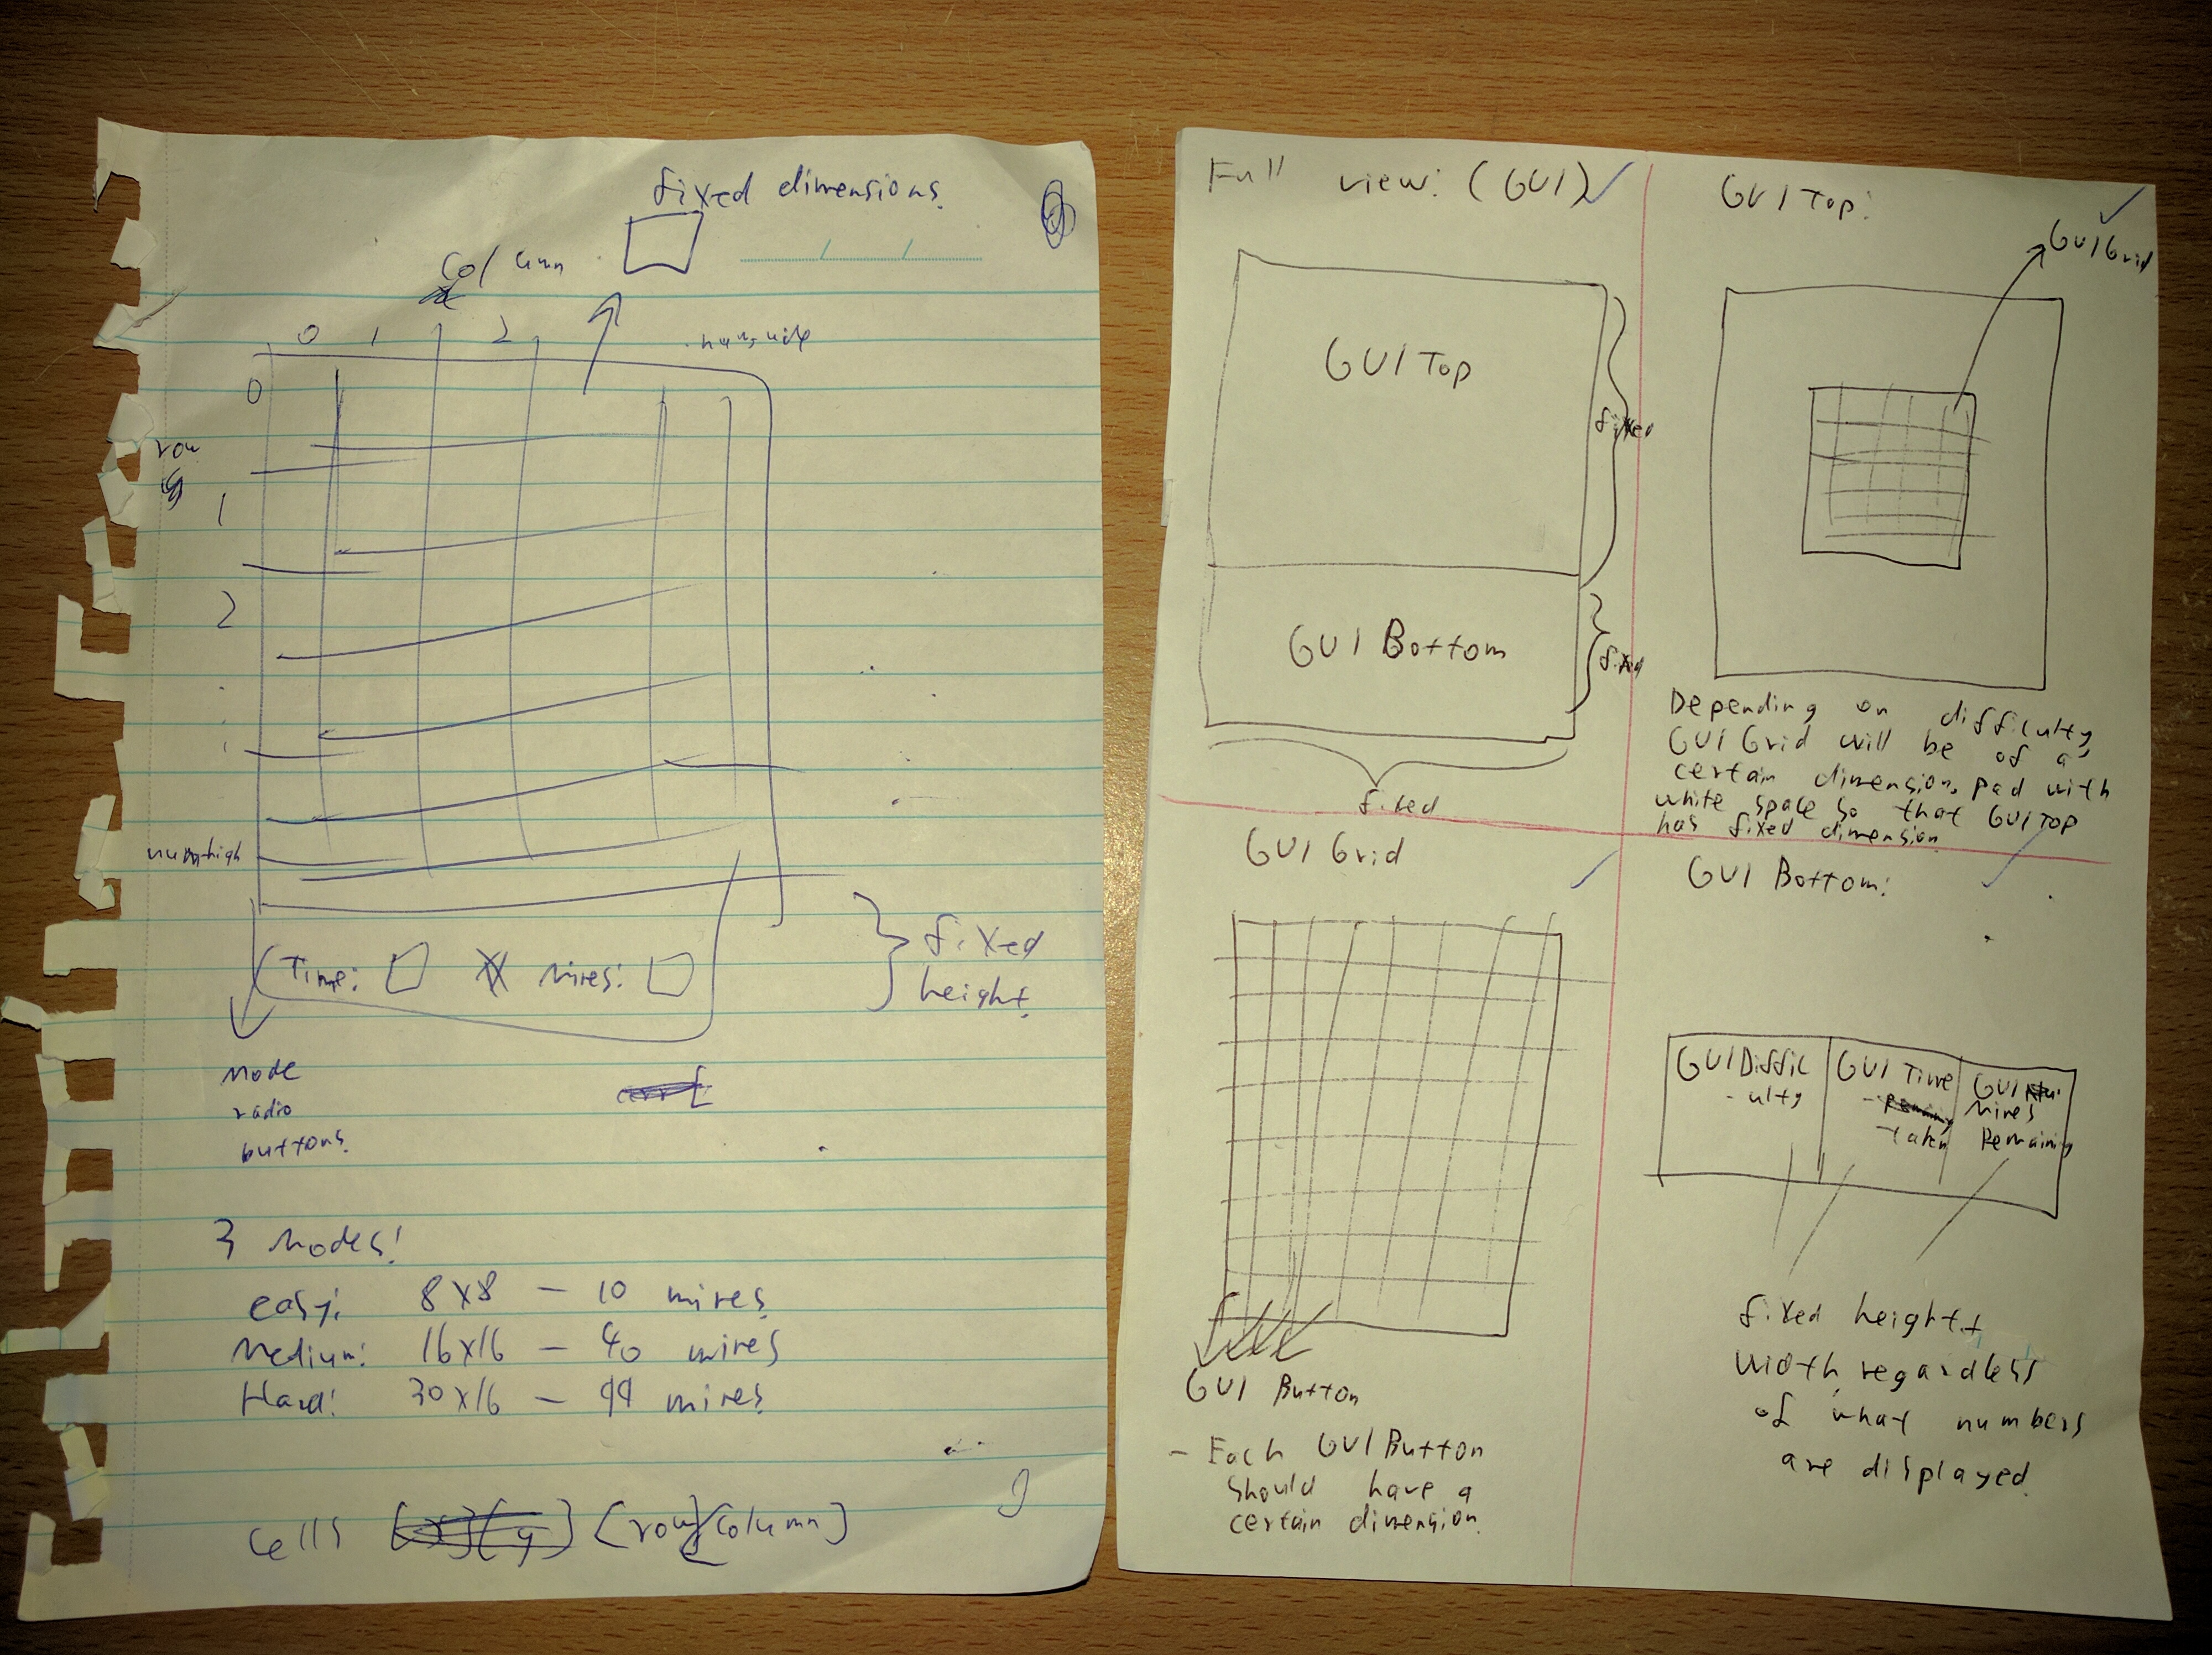 fixed dimensions.
Column
0 1 2
0
row
1
2
numhigh
Time: Mines:
fixed
height.
Mode
radio
buttons.
3 Modes!
easy: 8x8 - 10 mines
Medium: 16x16 - 40 mines
Hard: 30x16 - 99 mines
Cells [row][column]
Full view: (GUI)
GUI Top
fixed
GUI Bottom
fixed
fixed
GUI Top:
GUI Grid
Depending on difficulty,
GUI Grid will be of a
certain dimension, pad with
white space so that GUI Top
has fixed dimension
GUI Grid
GUI Button
- Each GUI Button
should have a
certain dimension.
GUI Bottom:
GUI Diffic
- ulty
GUI Time
- taken
GUI
Mines
Remaining
fixed height +
width, regardless
of what numbers
are displayed.